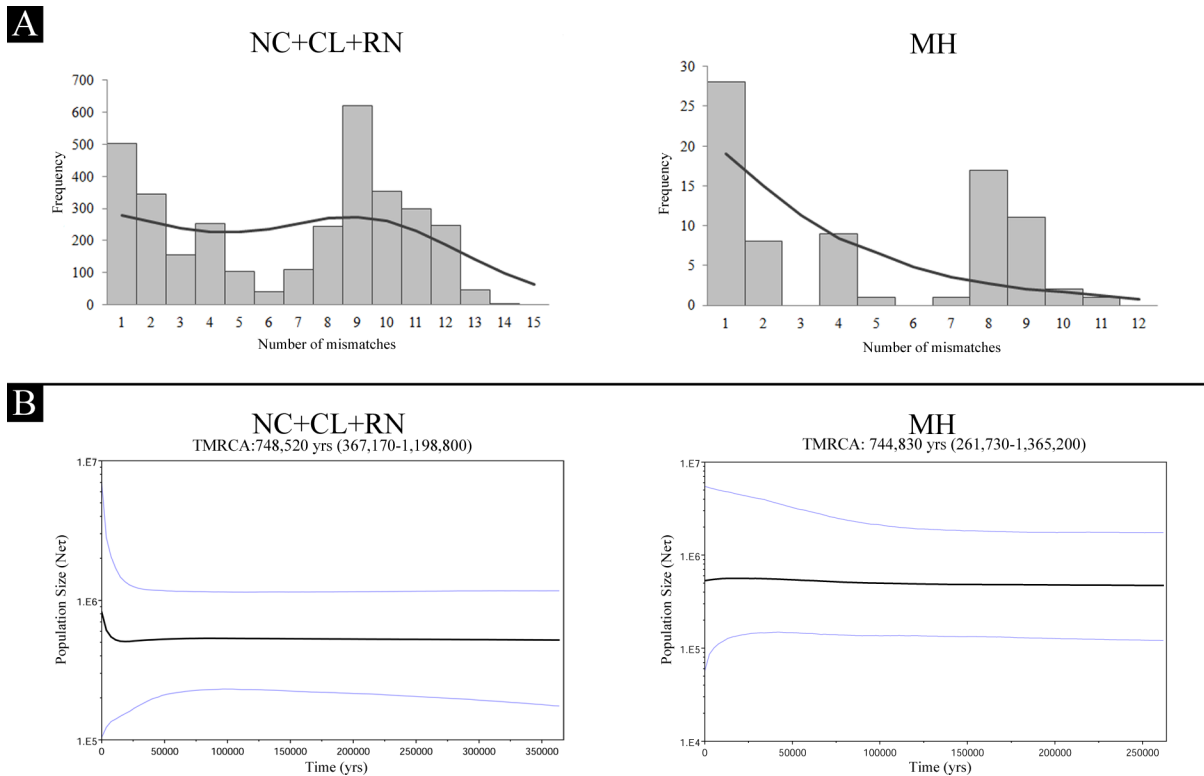 A
NC+CL+RN
MH
700
600
500
400
300
200
100
0
Frequency
1 2 3 4 5 6 7 8 9 10 11 12 13 14 15
Number of mismatches
30
25
20
15
10
5
0
Frequency
1 2 3 4 5 6 7 8 9 10 11 12
Number of mismatches
B
NC+CL+RN
TMRCA:748,520 yrs (367,170-1,198,800)
1.E7
1.E6
1.E5
Population Size (Neτ)
0 50000 100000 150000 200000 250000 300000 350000
Time (yrs)
MH
TMRCA: 744,830 yrs (261,730-1,365,200)
1.E7
1.E6
1.E5
1.E4
Population Size (Neτ)
0 50000 100000 150000 200000 250000
Time (yrs)